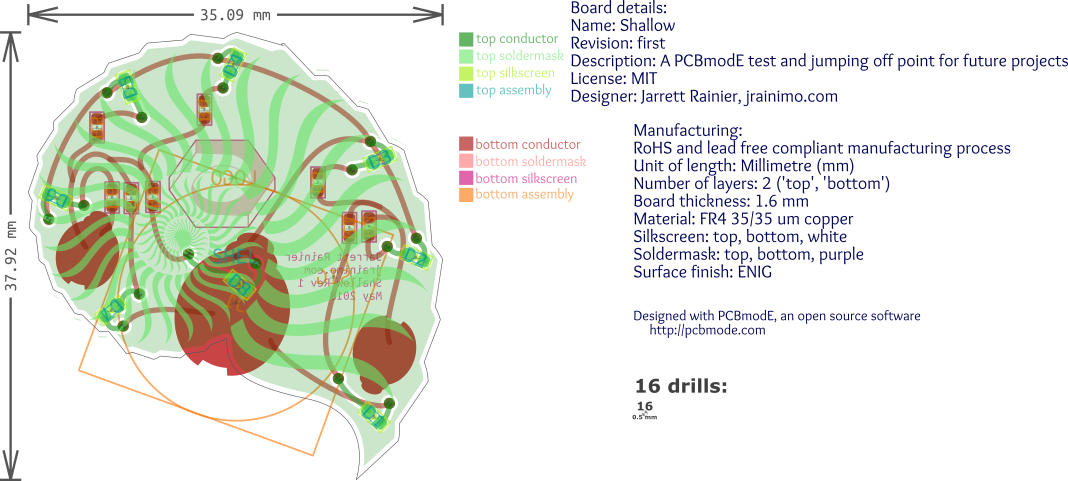 35.09 mm
37.92 mm
top conductor
top soldermask
top silkscreen
top assembly
bottom conductor
bottom soldermask
bottom silkscreen
bottom assembly
Board details:
Name: Shallow
Revision: first
Description: A PCBmodE test and jumping off point for future projects
License: MIT
Designer: Jarrett Rainier, jrainimo.com
Manufacturing:
RoHS and lead free compliant manufacturing process
Unit of length: Millimetre (mm)
Number of layers: 2 ('top', 'bottom')
Board thickness: 1.6 mm
Material: FR4 35/35 um copper
Silkscreen: top, bottom, white
Soldermask: top, bottom, purple
Surface finish: ENIG
Designed with PCBmodE, an open source software
http://pcbmode.com
16 drills:
16
0.5 mm
Jarrett Rainier
jrainimo.com
Shallow Rev 1
May